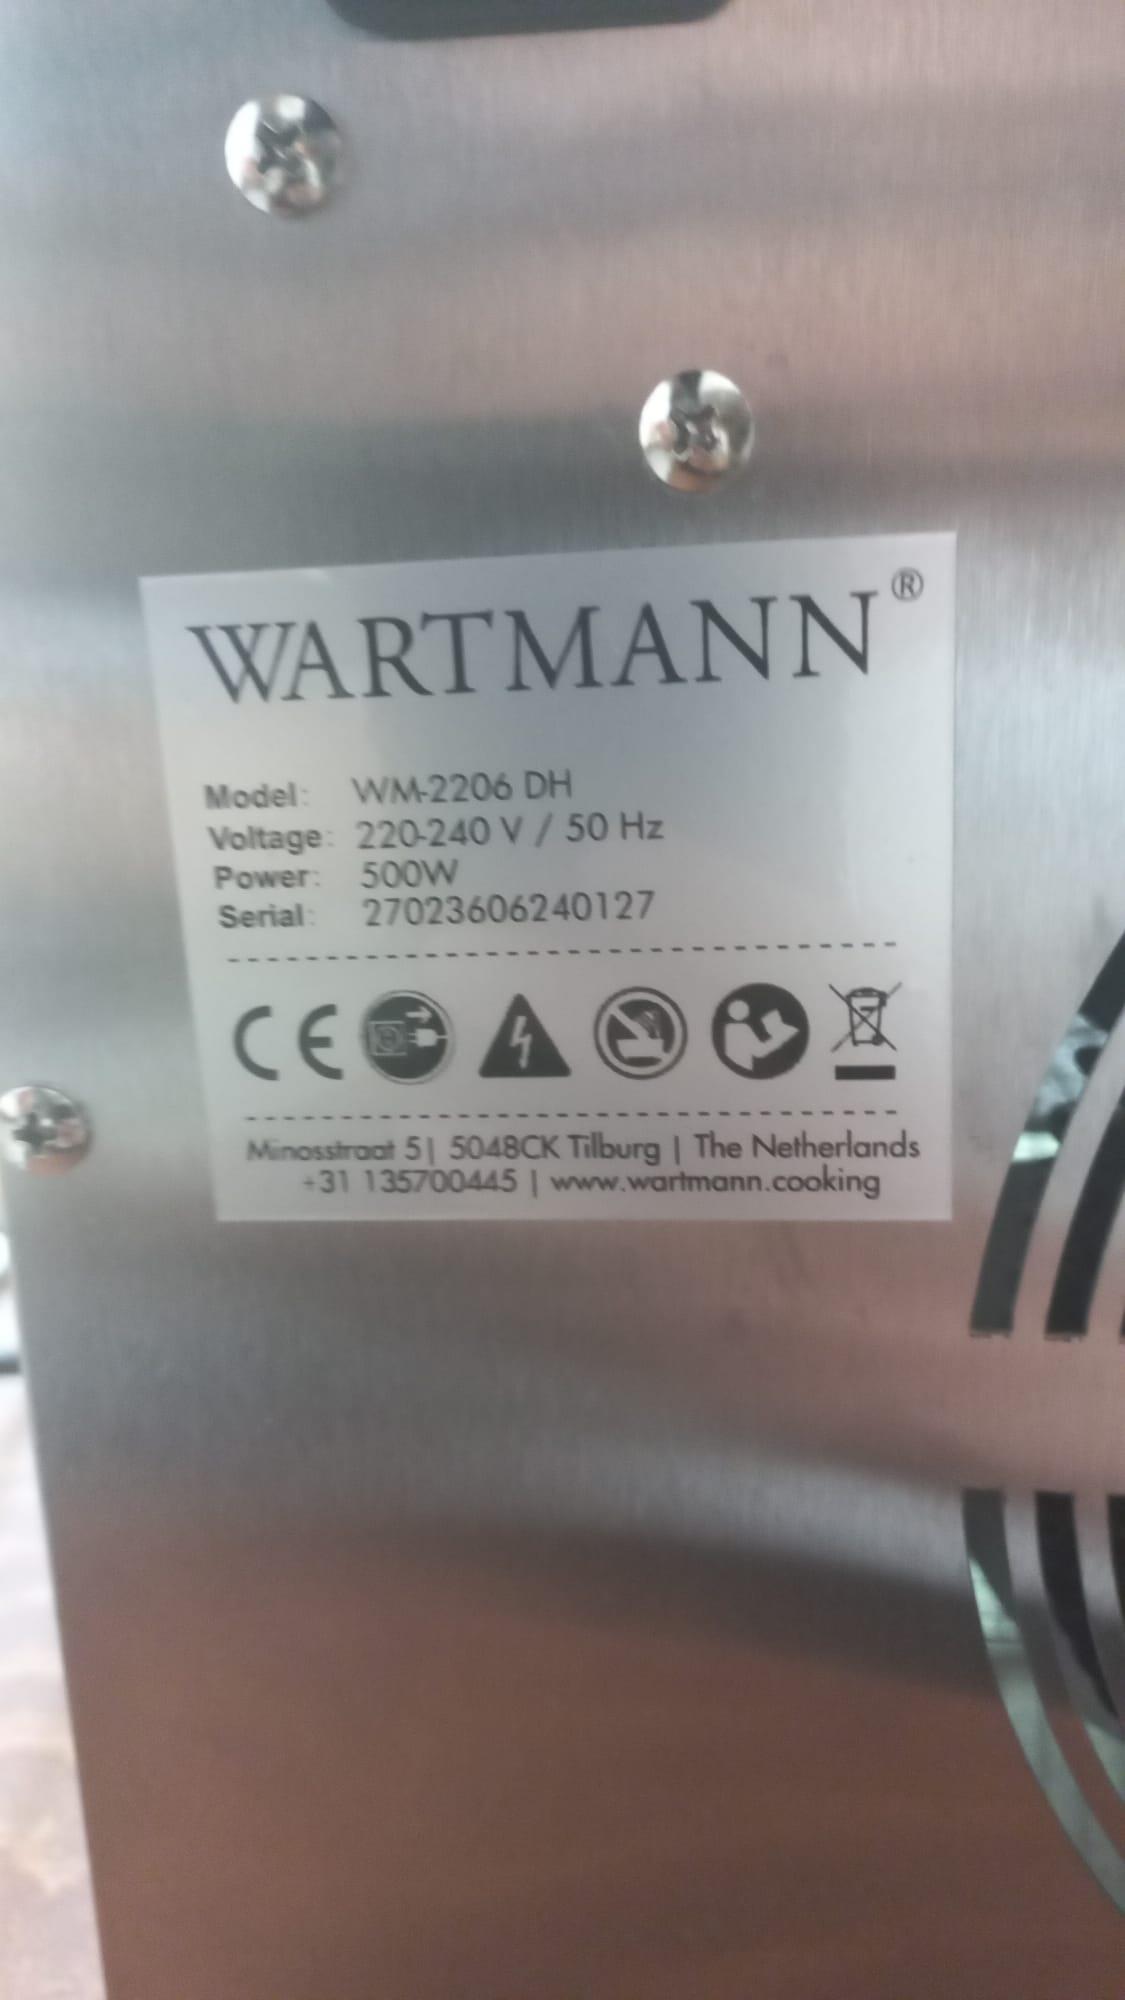 WARTMANN®
Model: WM-2206 DH
Voltage: 220-240 V / 50 Hz
Power: 500W
Serial: 27023606240127
CE
Minosstraat 5| 5048CK Tilburg | The Netherlands
+31 135700445 | www.wartmann.cooking